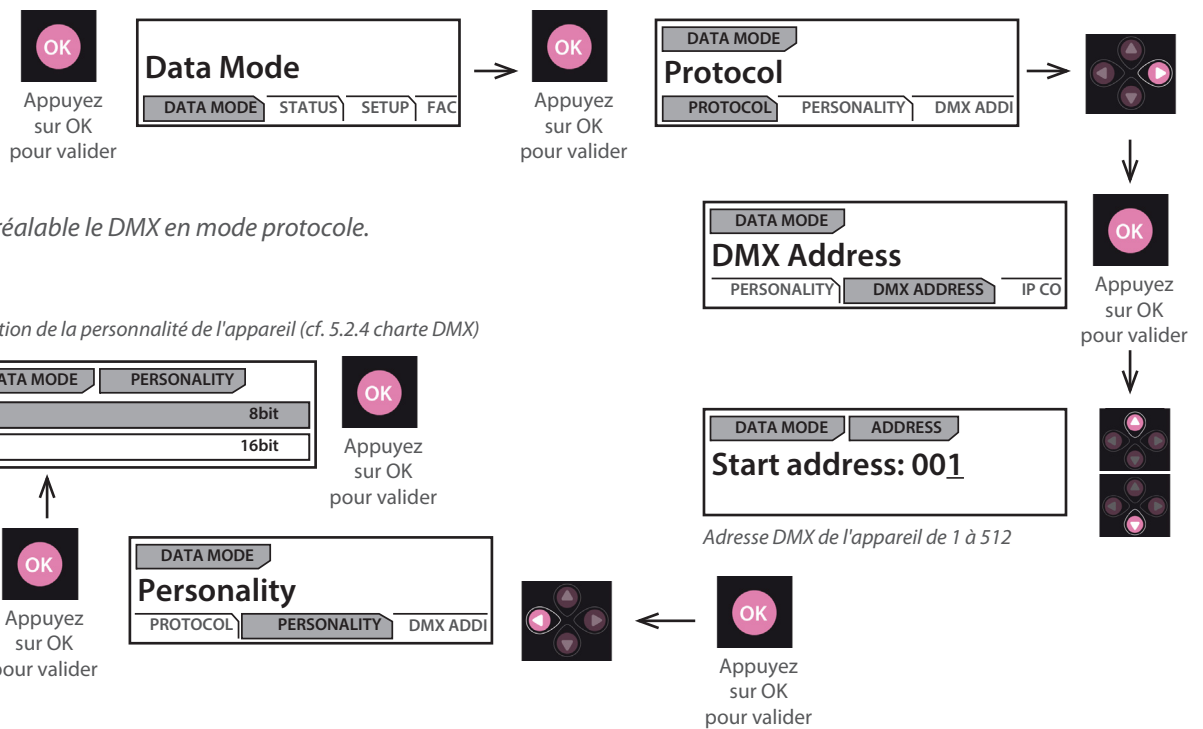 OK
Appuyez
sur OK
pour valider
Data Mode
DATA MODE STATUS SETUP FAC
OK
Appuyez
sur OK
pour valider
DATA MODE
Protocol
PROTOCOL PERSONALITY DMX ADDI
DATA MODE
DMX Address
PERSONALITY DMX ADDRESS IP CO
OK
Appuyez
sur OK
pour valider
DATA MODE ADDRESS
Start address: 001
Adresse DMX de l'appareil de 1 à 512
OK
Appuyez
sur OK
pour valider
DATA MODE
Personality
PROTOCOL PERSONALITY DMX ADDI
OK
Appuyez
sur OK
pour valider
réalable le DMX en mode protocole.
tion de la personnalité de l'appareil (cf. 5.2.4 charte DMX)
ATA MODE PERSONALITY
8bit
16bit
OK
Appuyez
sur OK
pour valider